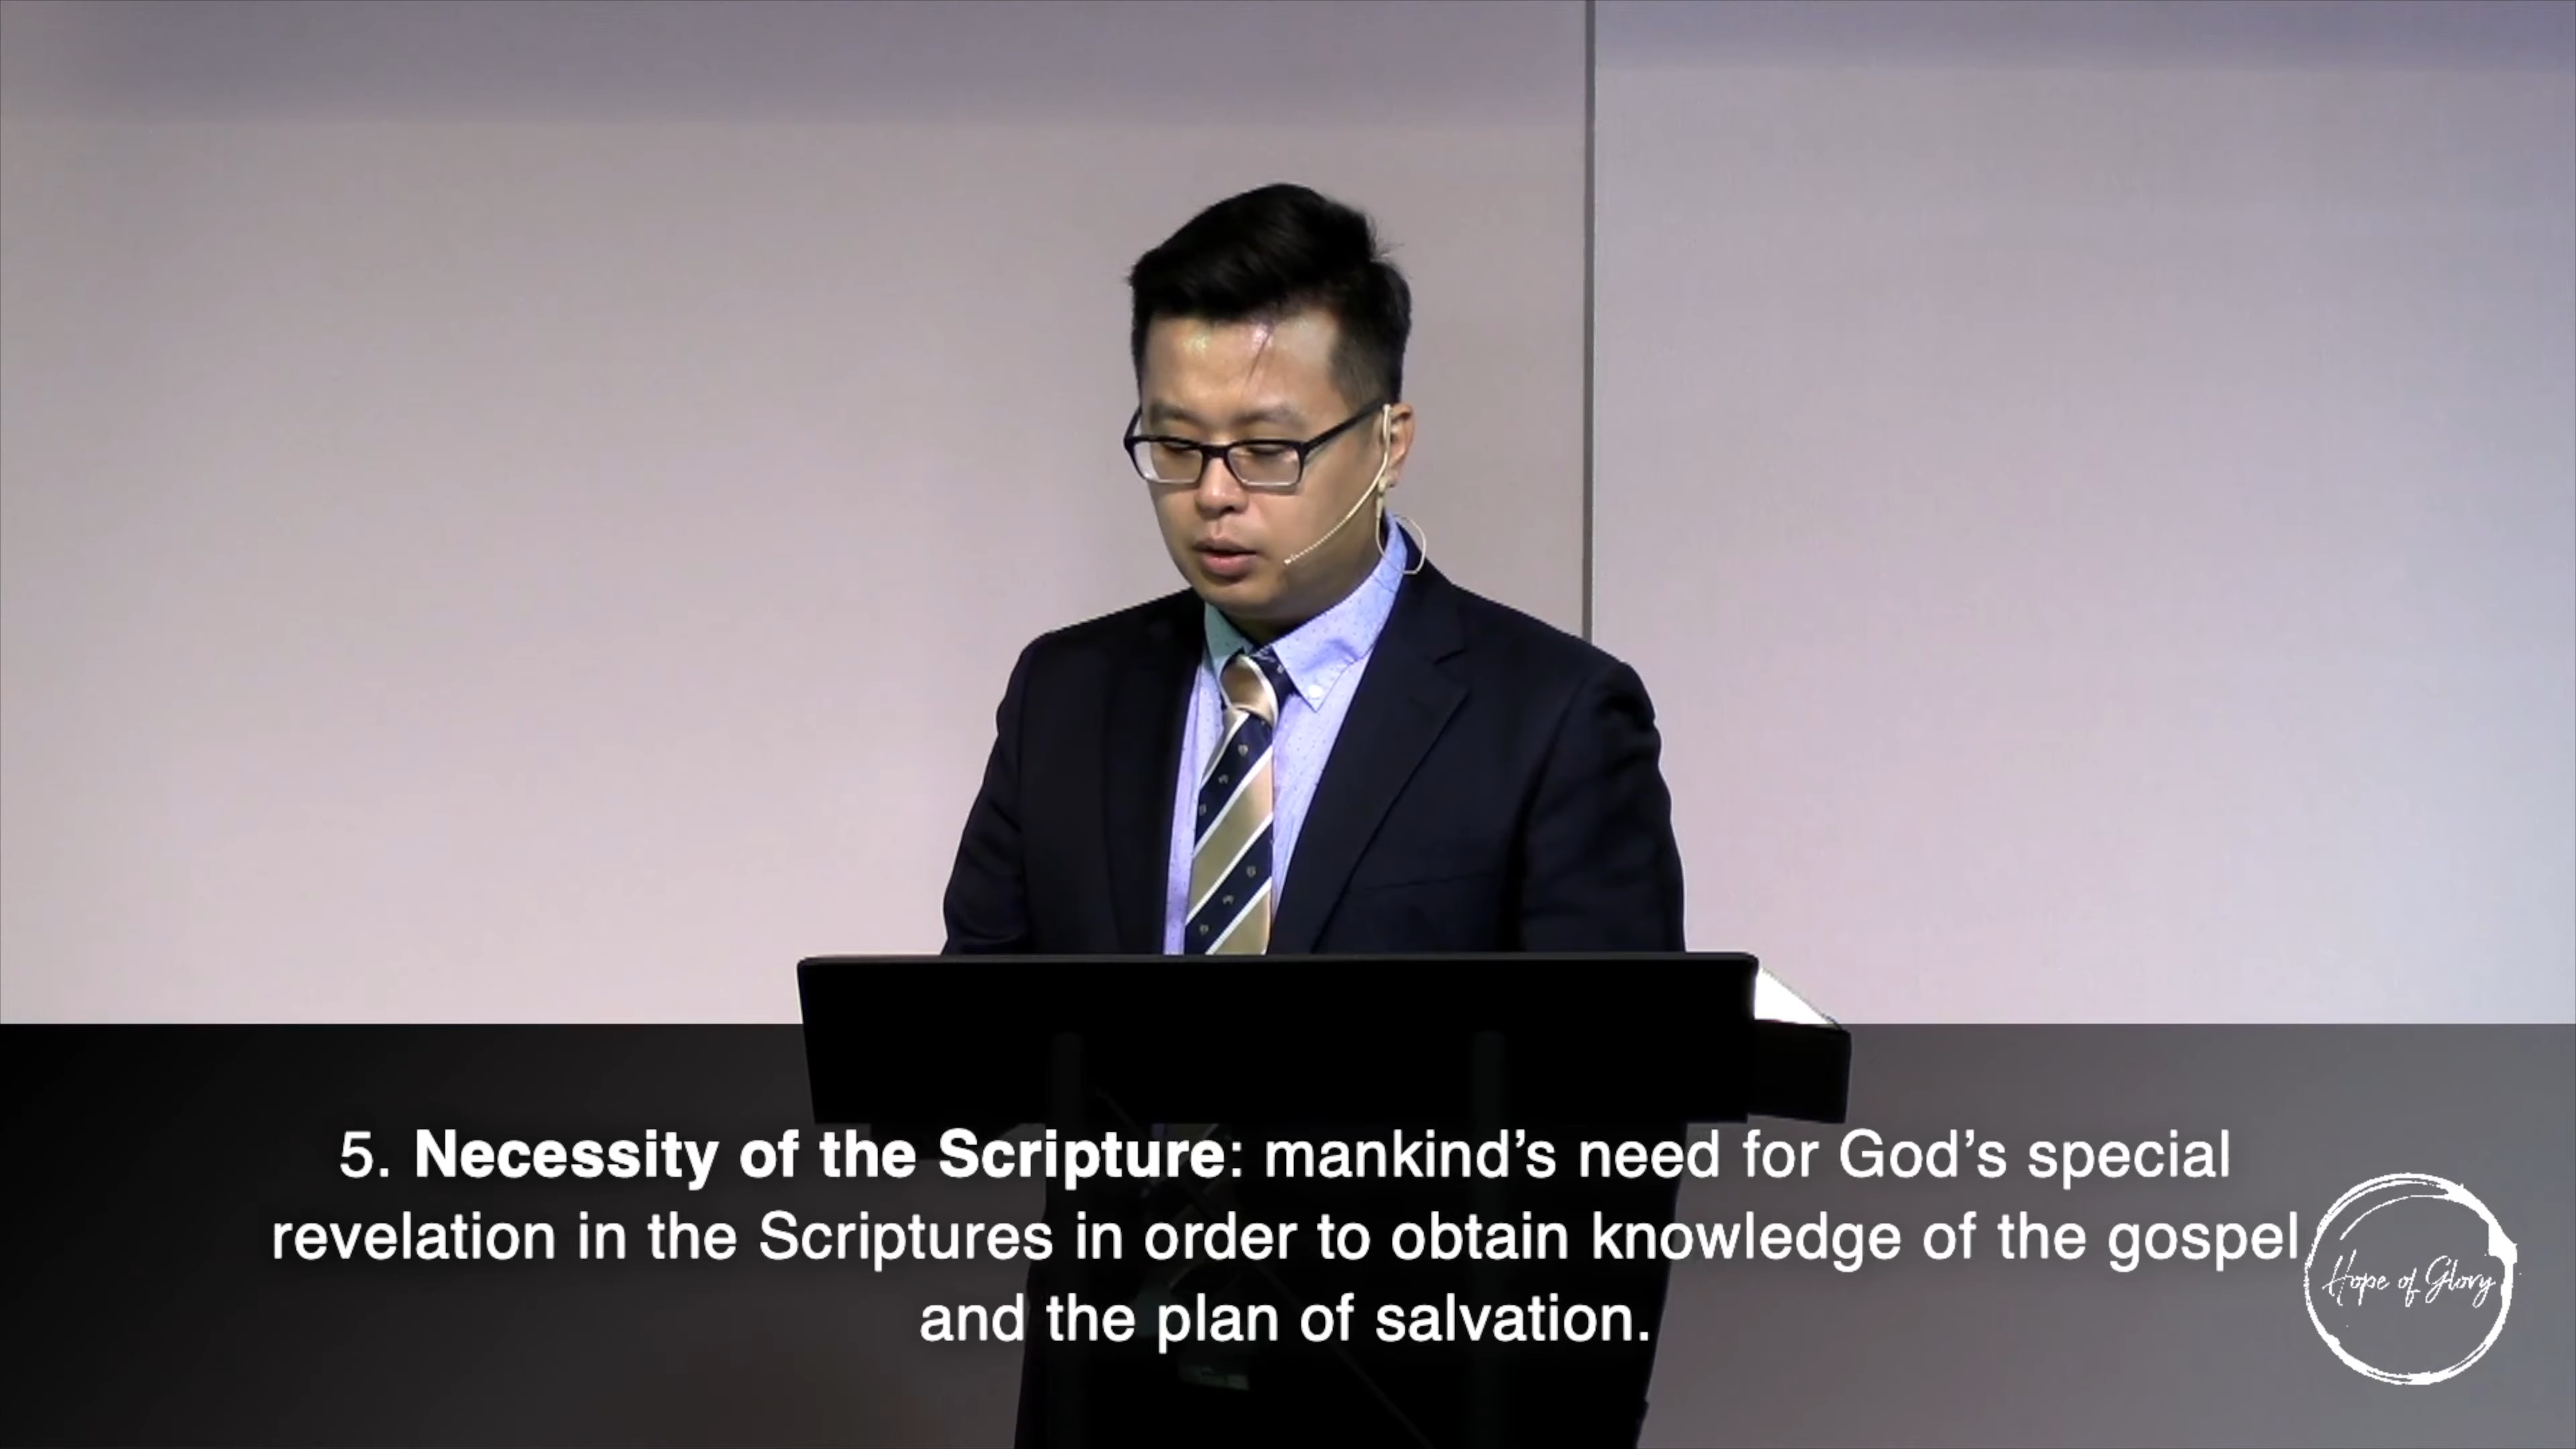 5. Necessity of the Scripture: mankind’s need for God’s special
revelation in the Scriptures in order to obtain knowledge of the gospel
and the plan of salvation.
Hope of Glory